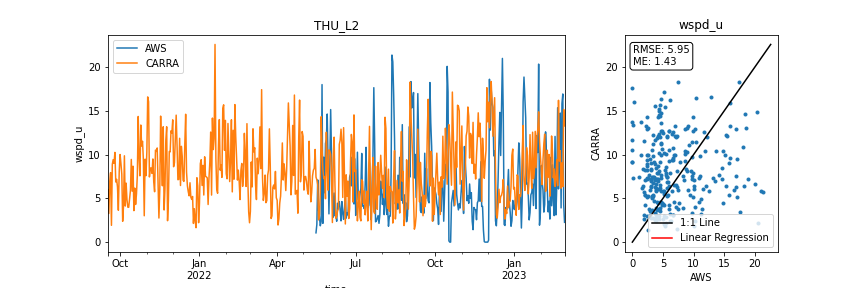 THU_L2
AWS
CARRA
wspd_u
20
15
10
5
0
Oct
Jan
2022
Apr
Jul
Oct
Jan
2023
time
wspd_u
RMSE: 5.95
ME: 1.43
CARRA
20
15
10
5
0
1:1 Line
Linear Regression
0
5
10
15
20
AWS